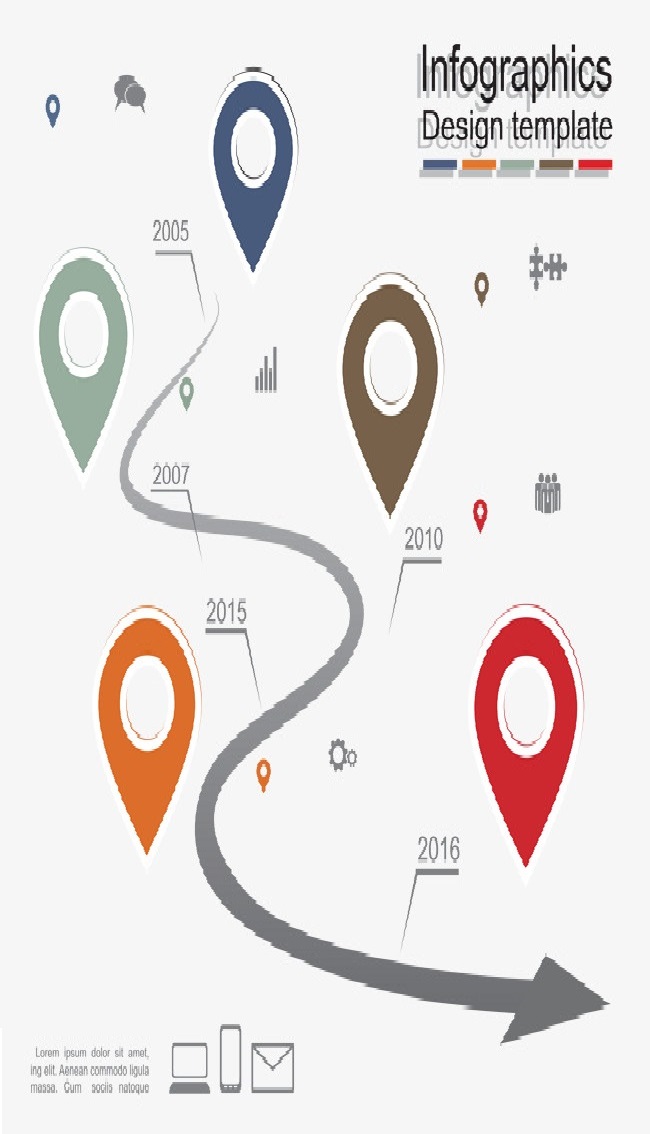 Infographics
Design template
2005
2007
2010
2015
2016
Lorem ipsum dolor sit amet,
ing elit. Aenean commodo ligula
massa. Cum sociis natoque